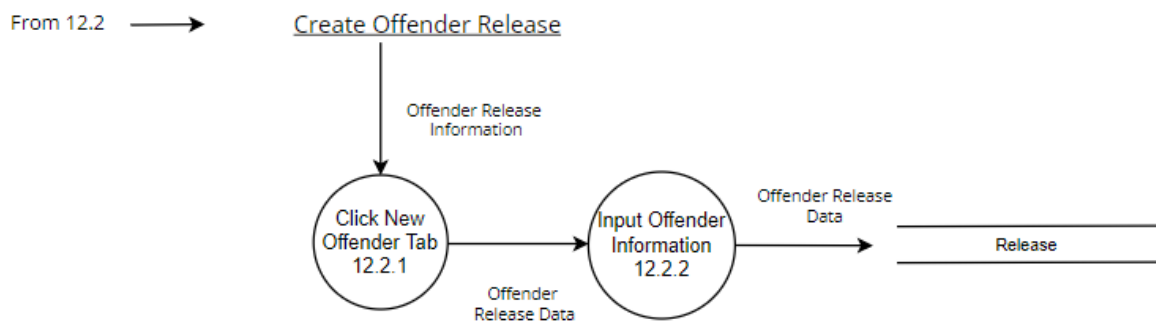 From 12.2
Create Offender Release
Offender Release
Information
Click New
Offender Tab
12.2.1
Offender
Release Data
Input Offender
Information
12.2.2
Offender Release
Data
Release